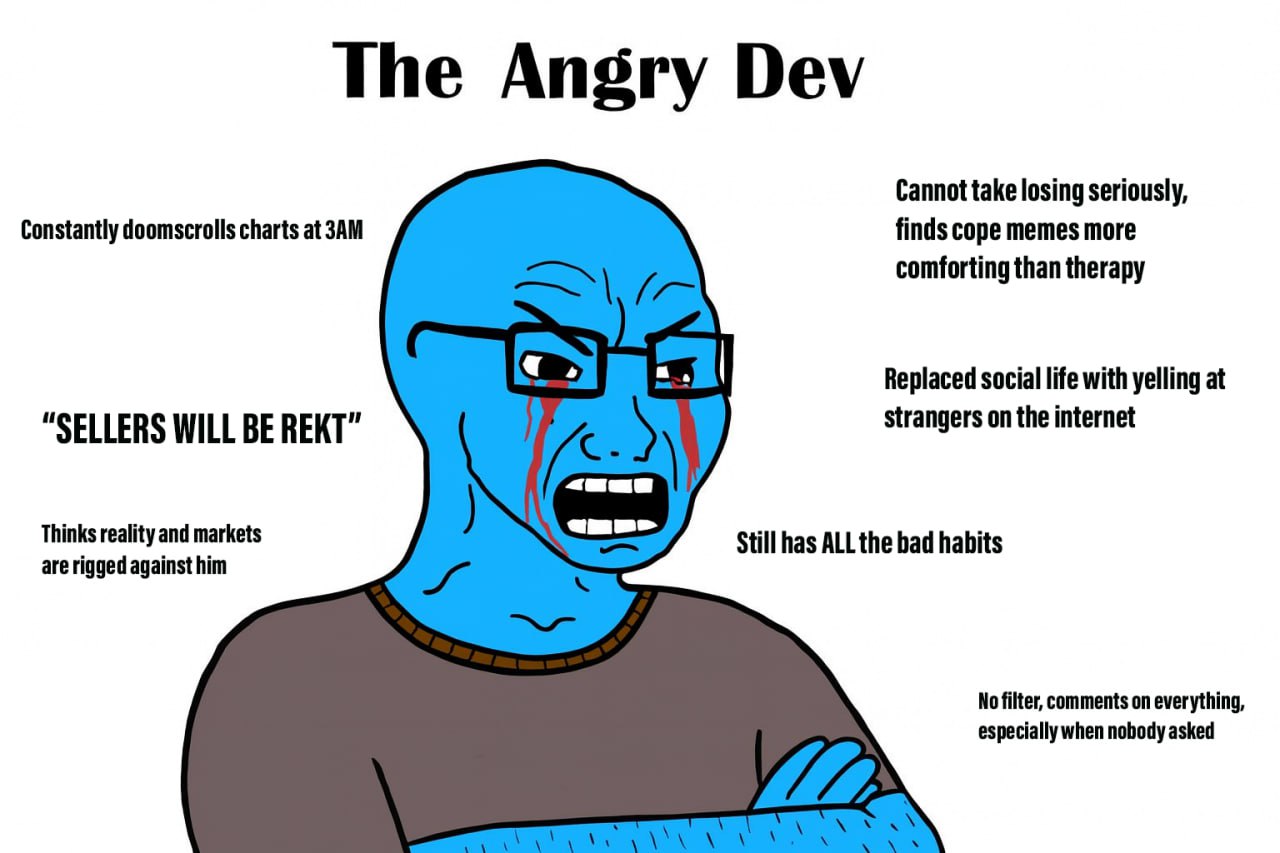 The Angry Dev
Constantly doomscrolls charts at 3AM
Cannot take losing seriously,
finds cope memes more
comforting than therapy
Replaced social life with yelling at
strangers on the internet
“SELLERS WILL BE REKT”
Thinks reality and markets
are rigged against him
Still has ALL the bad habits
No filter, comments on everything,
especially when nobody asked